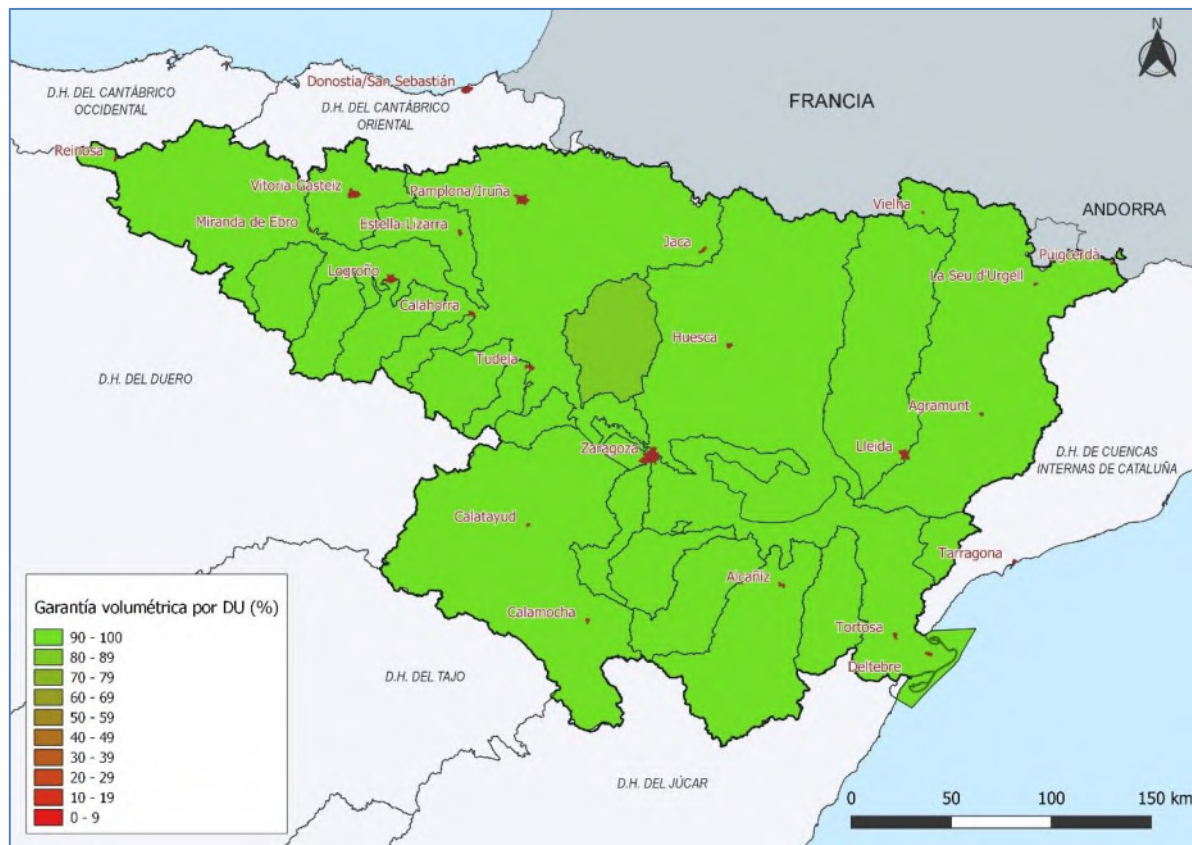 N
Donostia/San Sebastián
D.H. DEL CANTÁBRICO
OCCIDENTAL
D.H. DEL CANTÁBRICO
ORIENTAL
FRANCIA
Reinosa
Vitoria-Gasteiz
Pamplona/Iruña
Vielha
ANDORRA
Miranda de Ebro
Estella-Lizarra
Jaca
Puigcerdà
Logroño
La Seu d'Urgell
Calahorra
Huesca
Tudela
D.H. DEL DUERO
Agramunt
Zaragoza
Lleida
D.H. DE CUENCAS
INTERNAS DE CATALUÑA
Calatayud
Tarragona
Alcañiz
Calamocha
Tortosa
Deltebre
D.H. DEL TAJO
D.H. DEL JÚCAR
Garantía volumétrica por DU (%)
90 - 100
80 - 89
70 - 79
60 - 69
50 - 59
40 - 49
30 - 39
20 - 29
10 - 19
0 - 9
0 50 100 150 km